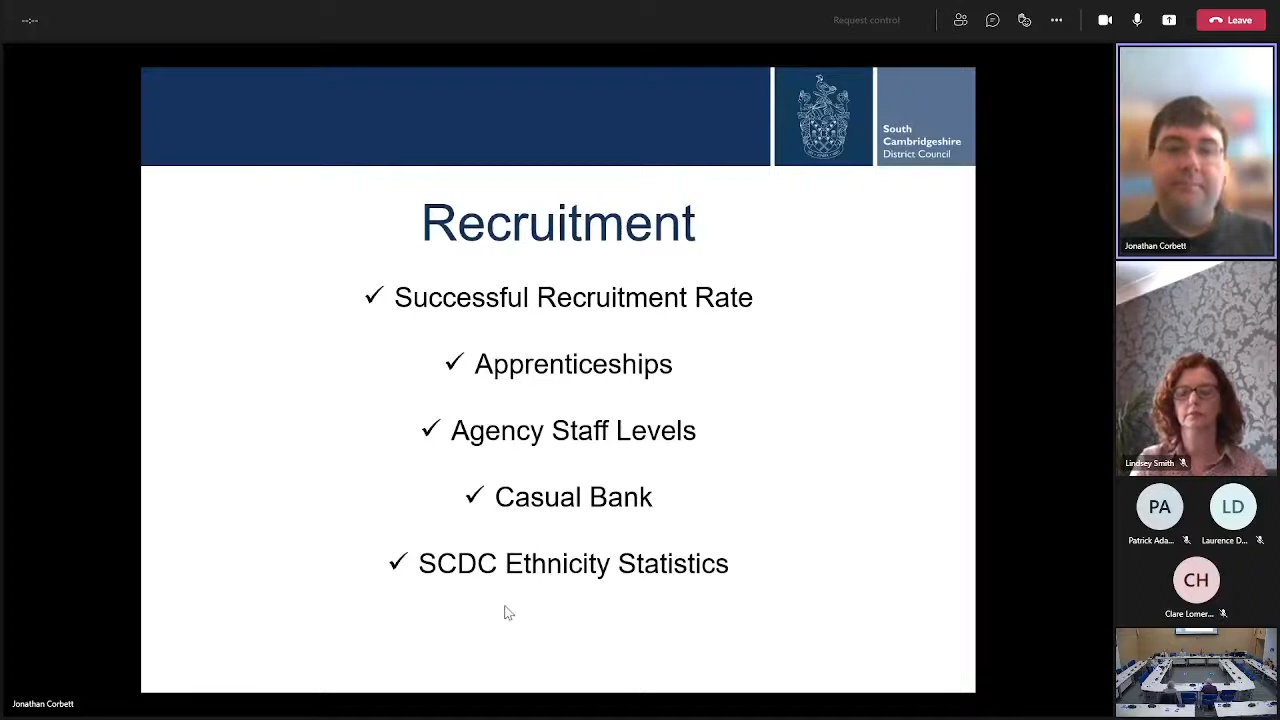 --:--
Request control
Leave
South
Cambridgeshire
District Council
Recruitment
✓ Successful Recruitment Rate
✓ Apprenticeships
✓ Agency Staff Levels
✓ Casual Bank
✓ SCDC Ethnicity Statistics
Jonathan Corbett
Jonathan Corbett
Lindsey Smith
PA
LD
Patrick Ada...
Laurence D...
CH
Clare Lomer...